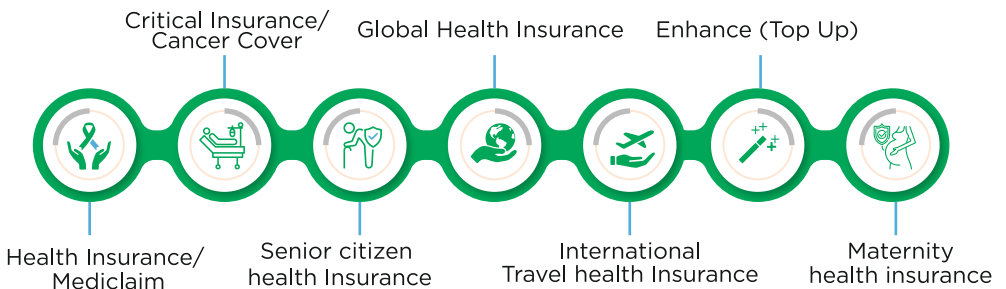 Critical Insurance/
Cancer Cover
Global Health Insurance
Enhance (Top Up)
Health Insurance/
Mediclaim
Senior citizen
health Insurance
International
Travel health Insurance
Maternity
health insurance